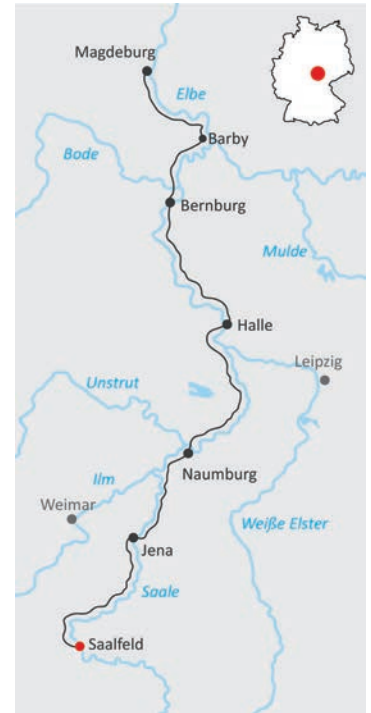 Magdeburg
Elbe
Barby
Bode
Bernburg
Mulde
Halle
Leipzig
Unstrut
Naumburg
Ilm
Weimar
Weiße Elster
Jena
Saale
Saalfeld